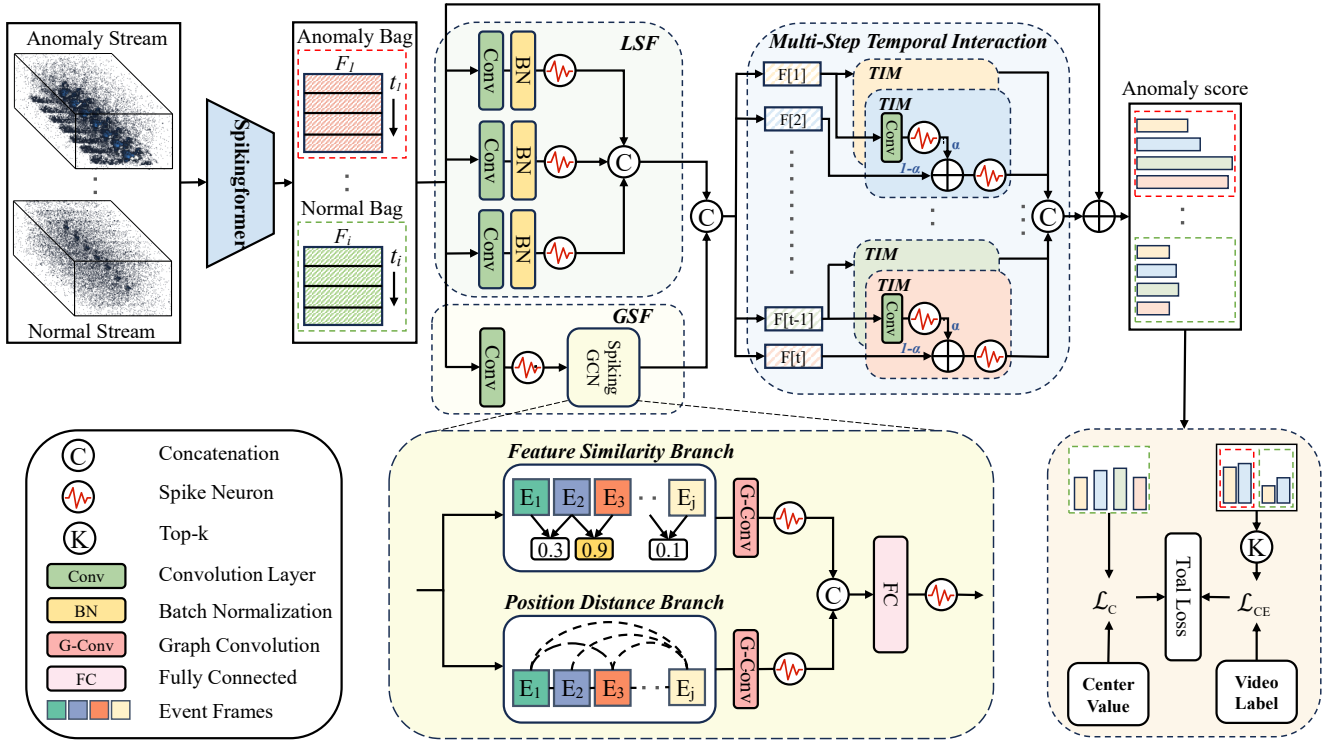 Anomaly Stream
Normal Stream
Spikingformer
Anomaly Bag
F1
t1
Normal Bag
Fi
ti
LSF
Conv
BN
Conv
BN
C
Conv
BN
GSF
Conv
Spiking
GCN
C
Multi-Step Temporal Interaction
F[1]
TIM
TIM
F[2]
Conv
α
1-α
TIM
TIM
F[t-1]
Conv
α
1-α
F[t]
C
Anomaly score
C
Concatenation
Spike Neuron
K
Top-k
Conv
Convolution Layer
BN
Batch Normalization
G-Conv
Graph Convolution
FC
Fully Connected
Event Frames
Feature Similarity Branch
E1
E2
E3
Ej
0.3
0.9
0.1
G-Conv
Position Distance Branch
E1
E2
E3
Ej
G-Conv
C
FC
K
ℒC
Toal Loss
ℒCE
Center
Value
Video
Label